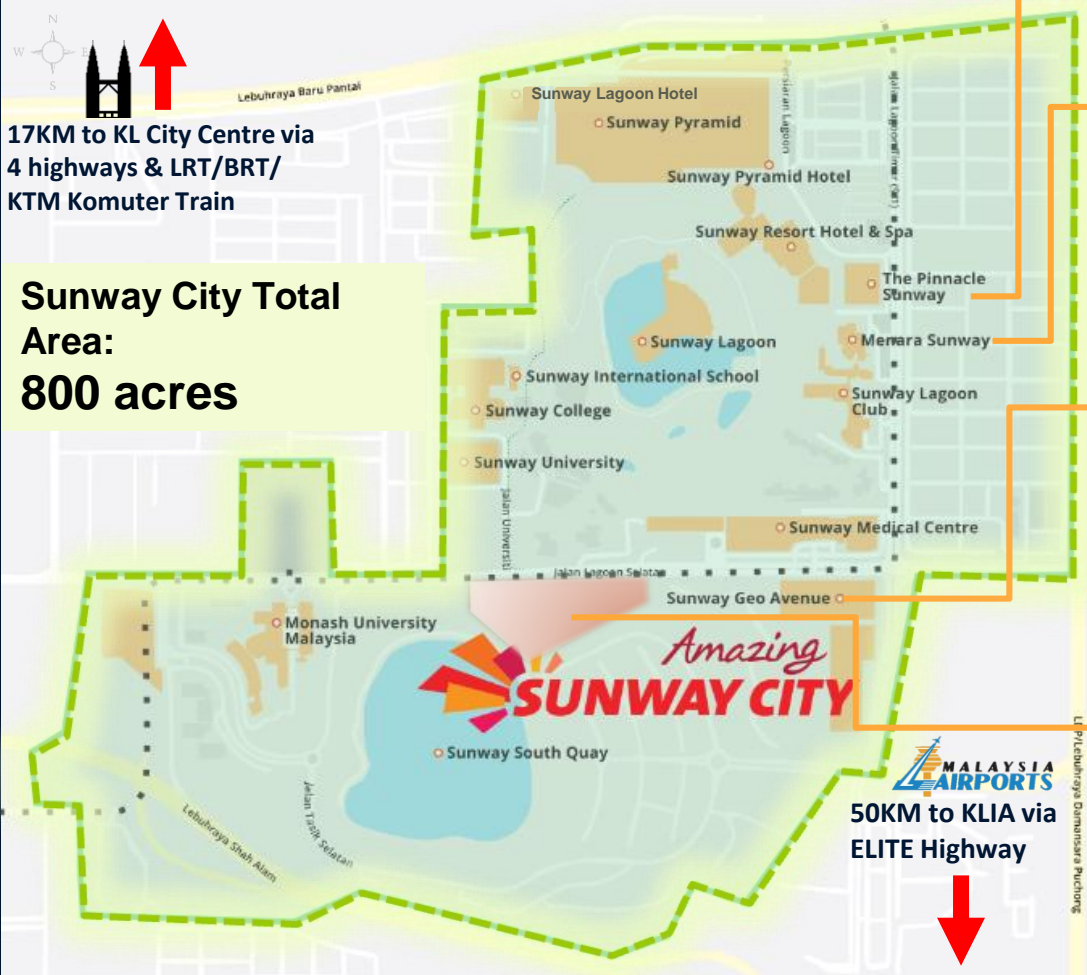 N
W
E
S
Lebuhraya Baru Pantai
17KM to KL City Centre via
4 highways & LRT/BRT/
KTM Komuter Train
Sunway City Total
Area:
800 acres
Sunway Lagoon Hotel
Sunway Pyramid
Persiaran Lagoon
Sunway Pyramid Hotel
Sunway Resort Hotel & Spa
The Pinnacle
Sunway
Sunway Lagoon
Menara Sunway
Sunway International School
Sunway Lagoon
Club
Sunway College
Sunway University
Jalan Universiti
Sunway Medical Centre
Jalan Lagoon Selatan
Sunway Geo Avenue
Monash University
Malaysia
Amazing
SUNWAY CITY
Sunway South Quay
Jalan Tasik Selatan
Lebuhraya Shah Alam
MALAYSIA
AIRPORTS
50KM to KLIA via
ELITE Highway
Lebuhraya Damansara Puchong